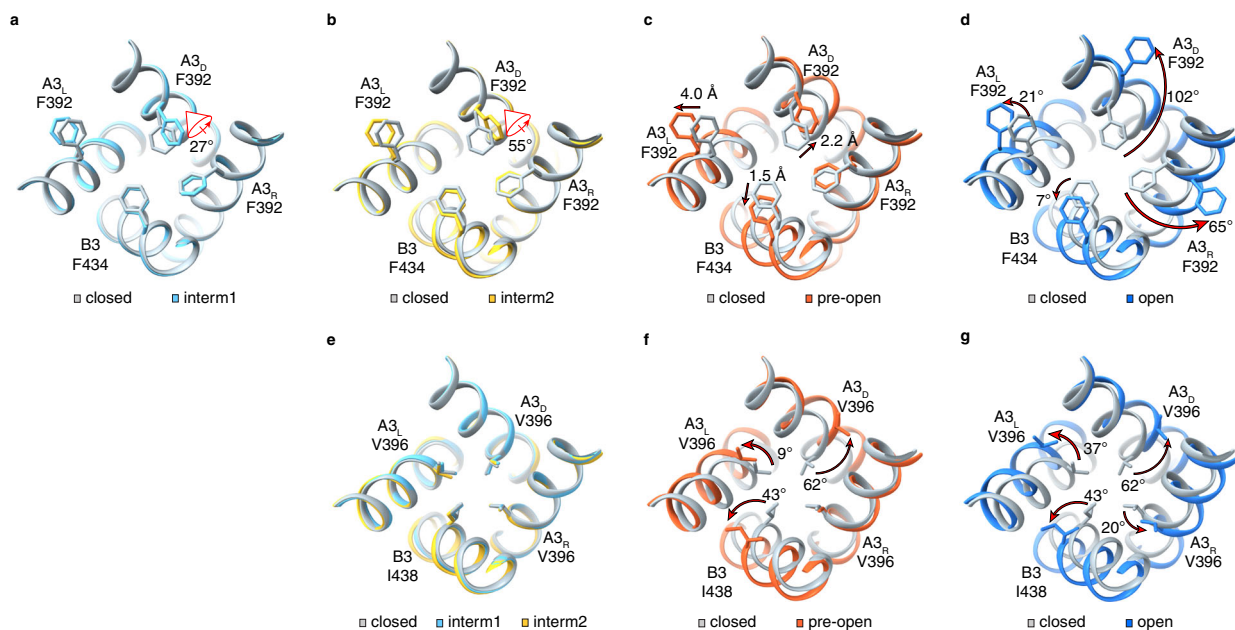 a
A3D
F392
A3L
F392
27°
A3R
F392
B3
F434
closed
interm1
b
A3D
F392
A3L
F392
55°
A3R
F392
B3
F434
closed
interm2
c
A3D
F392
4.0 Å
A3L
F392
2.2 Å
1.5 Å
A3R
F392
B3
F434
closed
pre-open
d
A3D
F392
A3L
F392
21°
102°
7°
65°
B3
F434
A3R
F392
closed
open
e
A3D
V396
A3L
V396
A3R
V396
B3
I438
closed
interm1
interm2
f
A3D
V396
A3L
V396
9°
62°
43°
A3R
V396
B3
I438
closed
pre-open
g
A3D
V396
A3L
V396
37°
62°
43°
20°
A3R
V396
B3
I438
closed
open